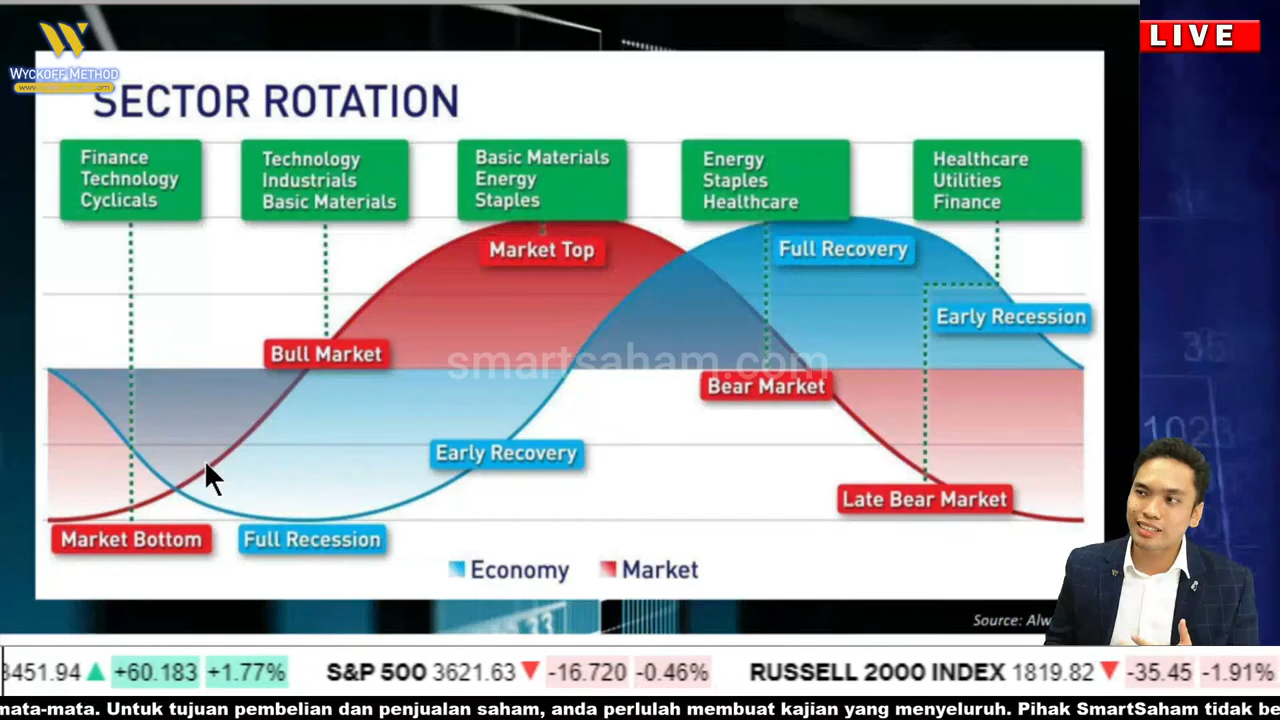 WYCKOFF METHOD
LIVE
SECTOR ROTATION
Finance
Technology
Cyclicals
Technology
Industrials
Basic Materials
Basic Materials
Energy
Staples
Energy
Staples
Healthcare
Healthcare
Utilities
Finance
Market Top
Full Recovery
Early Recession
Bull Market
smartsaham.com
Bear Market
Early Recovery
Late Bear Market
Market Bottom
Full Recession
Economy
Market
35
1023
33
Source: Alw
3451.94 +60.183 +1.77% S&P 500 3621.63 -16.720 -0.46% RUSSELL 2000 INDEX 1819.82 -35.45 -1.91%
mata-mata. Untuk tujuan pembelian dan penjualan saham, anda perlulah membuat kajian yang menyeluruh. Pihak SmartSaham tidak be